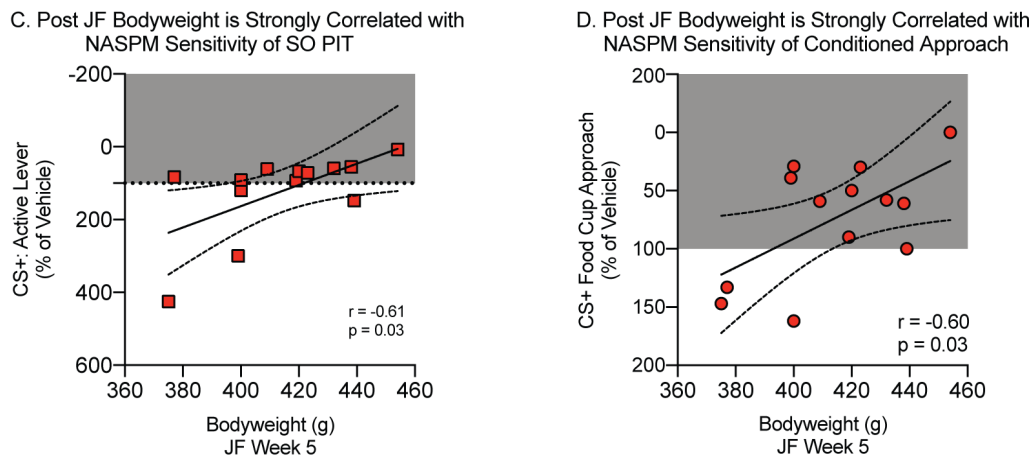 C. Post JF Bodyweight is Strongly Correlated with
NASPM Sensitivity of SO PIT
-200
0
200
400
600
CS+: Active Lever
(% of Vehicle)
r = -0.61
p = 0.03
360 380 400 420 440 460
Bodyweight (g)
JF Week 5
D. Post JF Bodyweight is Strongly Correlated with
NASPM Sensitivity of Conditioned Approach
200
0
50
100
150
200
CS+ Food Cup Approach
(% of Vehicle)
r = -0.60
p = 0.03
360 380 400 420 440 460
Bodyweight (g)
JF Week 5